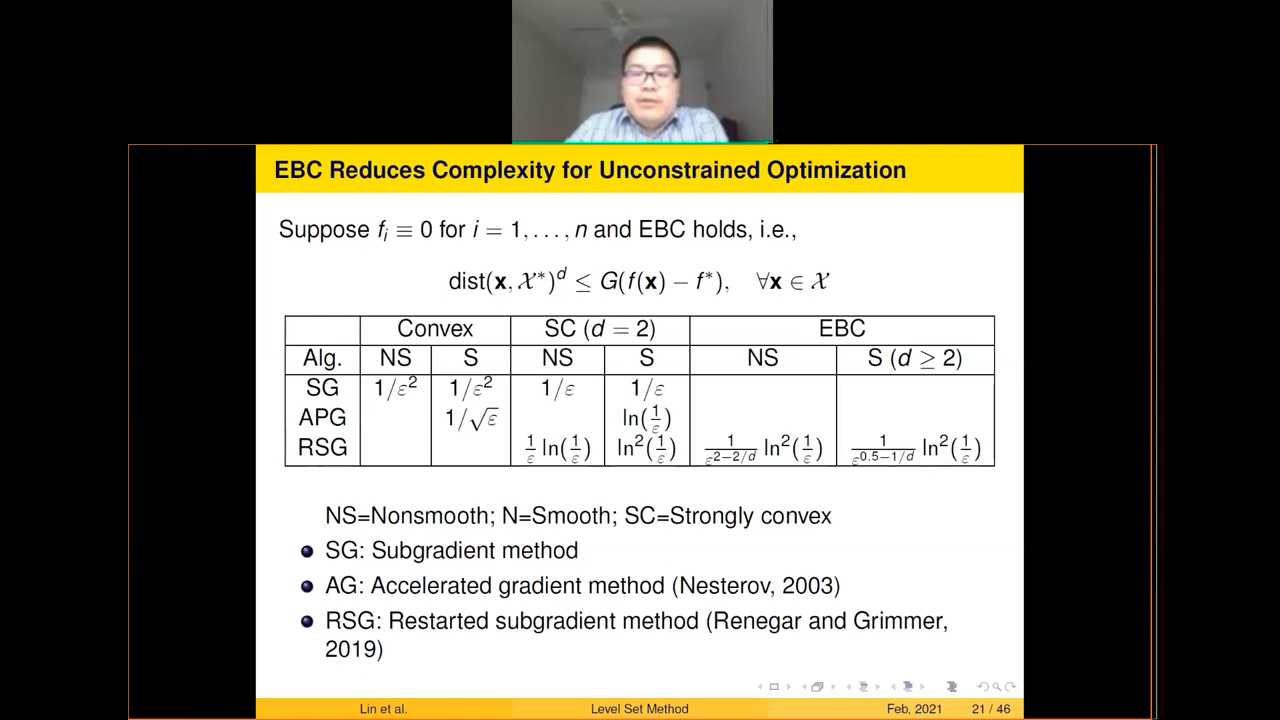 EBC Reduces Complexity for Unconstrained Optimization
Suppose fᵢ ≡ 0 for i = 1, . . . , n and EBC holds, i.e.,
dist(x, 𝒳*)ᵈ ≤ G(f(x) − f*), ∀x ∈ 𝒳
Convex SC (d = 2) EBC
Alg. NS S NS S NS S (d ≥ 2)
SG 1/ε² 1/ε² 1/ε 1/ε
APG 1/√ε ln(1/ε)
RSG 1/ε ln(1/ε) ln²(1/ε) 1/ε^(2−2/d) ln²(1/ε) 1/ε^(0.5−1/d) ln²(1/ε)
NS=Nonsmooth; N=Smooth; SC=Strongly convex
SG: Subgradient method
AG: Accelerated gradient method (Nesterov, 2003)
RSG: Restarted subgradient method (Renegar and Grimmer,
2019)
Lin et al. Level Set Method Feb, 2021 21 / 46